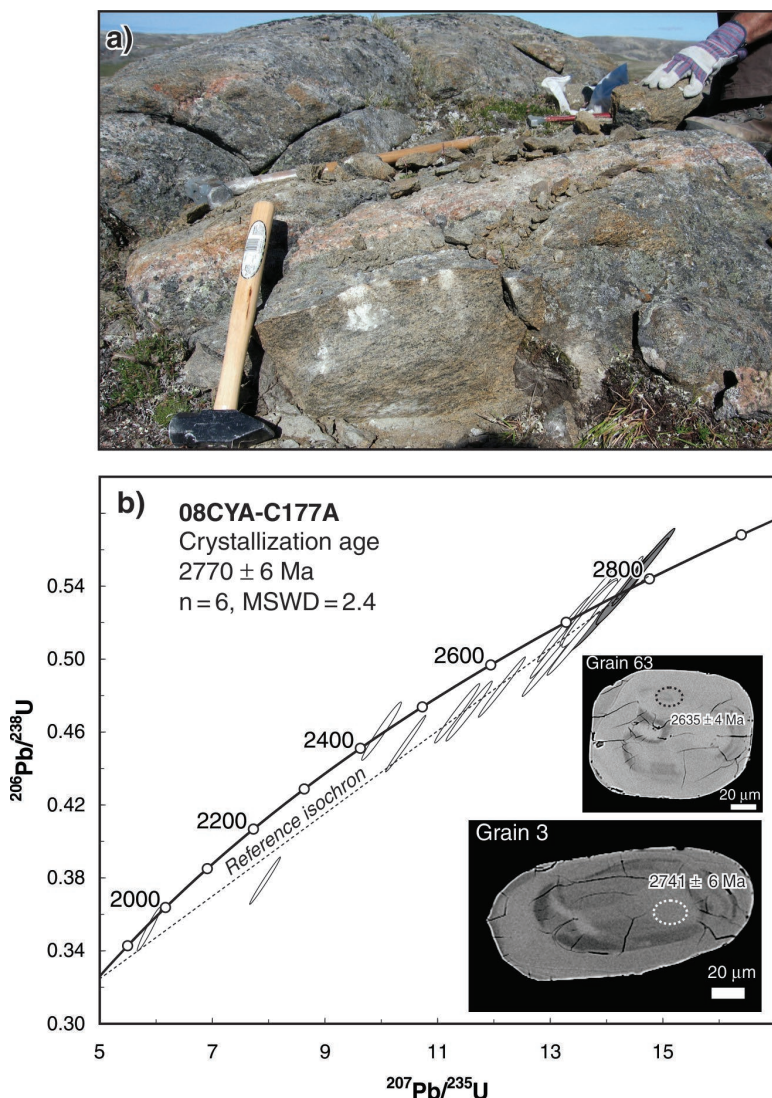 a)
b)
08CYA-C177A
Crystallization age
2770 ± 6 Ma
n = 6, MSWD = 2.4
0.54
0.50
0.46
0.42
0.38
0.34
0.30
2800
2600
2400
2200
2000
Reference isochron
Grain 63
2635 ± 4 Ma
20 µm
Grain 3
2741 ± 6 Ma
20 µm
5
7
9
11
13
15
²⁰⁶Pb/²³⁸U
²⁰⁷Pb/²³⁵U